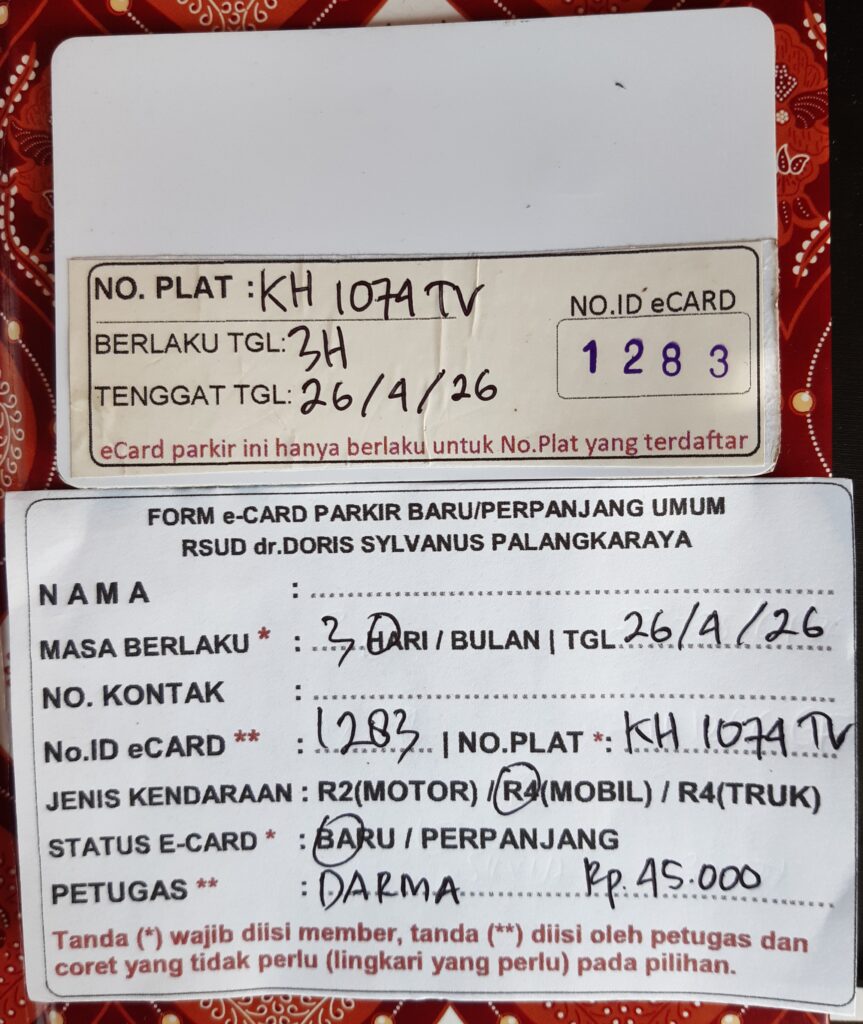 NO. PLAT : KH 1074 TV
NO.ID eCARD
BERLAKU TGL: 3H
1283
TENGGAT TGL: 26/4/26
eCard parkir ini hanya berlaku untuk No.Plat yang terdaftar
FORM e-CARD PARKIR BARU/PERPANJANG UMUM
RSUD dr.DORIS SYLVANUS PALANGKARAYA
NAMA :
MASA BERLAKU * : 3 HARI / BULAN | TGL 26/4/26
NO. KONTAK :
No.ID eCARD ** : 1283 | NO.PLAT *: KH 1074 TV
JENIS KENDARAAN : R2(MOTOR) / R4(MOBIL) / R4(TRUK)
STATUS E-CARD * : BARU / PERPANJANG
PETUGAS ** : DARMA Rp. 45.000
Tanda (*) wajib diisi member, tanda (**) diisi oleh petugas dan
coret yang tidak perlu (lingkari yang perlu) pada pilihan.